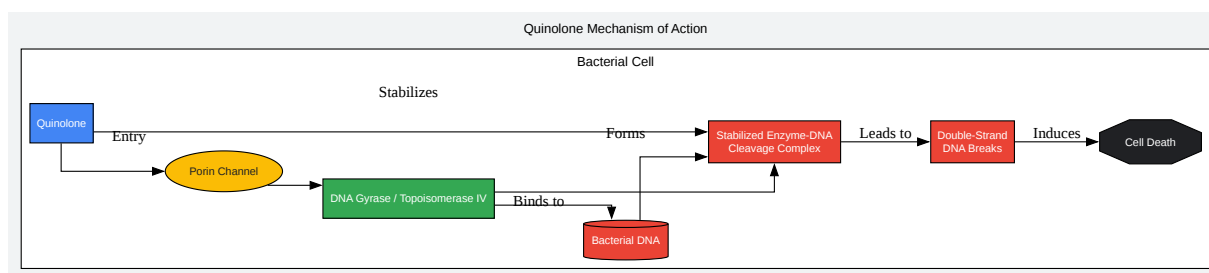 Quinolone Mechanism of Action
Bacterial Cell
Stabilizes
Quinolone
Entry
Forms
Stabilized Enzyme-DNA
Cleavage Complex
Leads to
Double-Strand
DNA Breaks
Induces
Cell Death
Porin Channel
DNA Gyrase / Topoisomerase IV
Binds to
Bacterial DNA